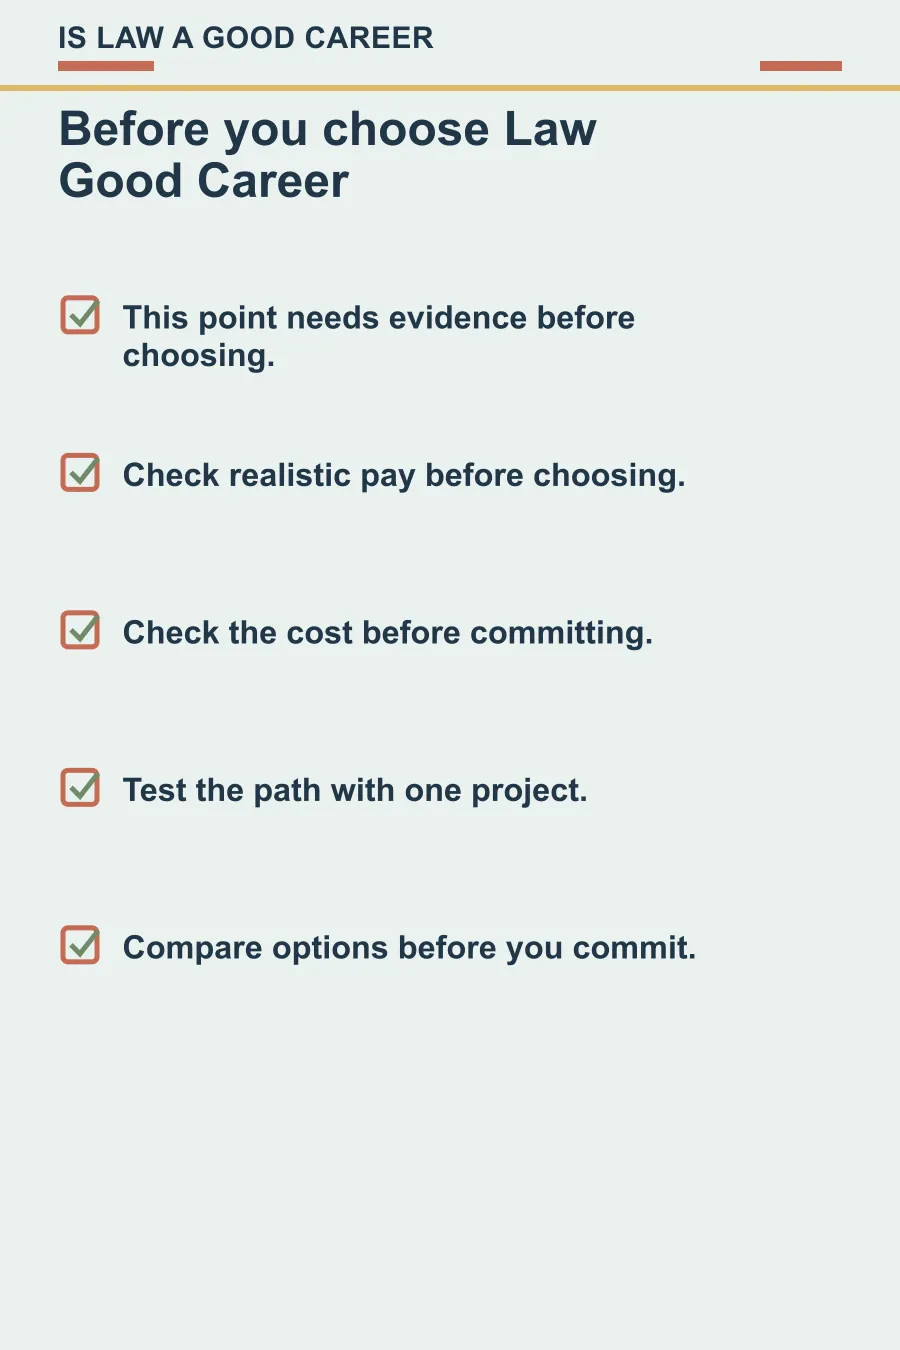 IS LAW A GOOD CAREER
Before you choose Law
Good Career
This point needs evidence before
choosing.
Check realistic pay before choosing.
Check the cost before committing.
Test the path with one project.
Compare options before you commit.